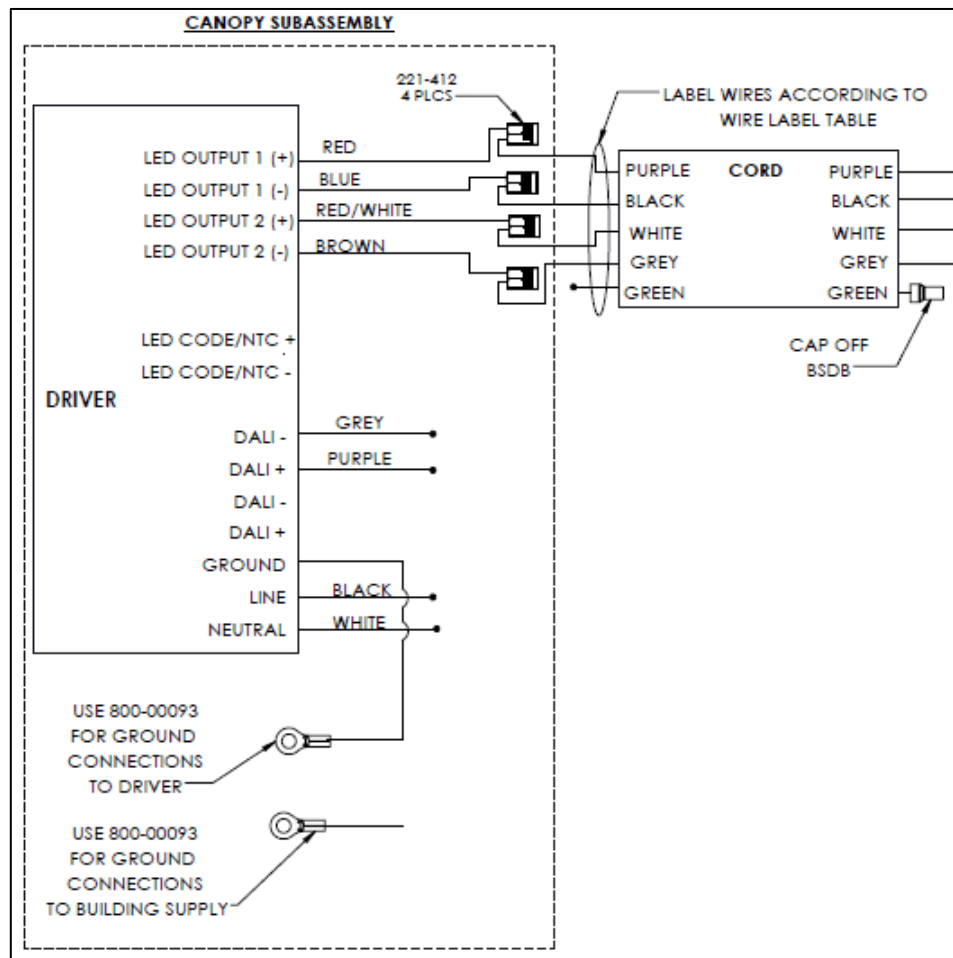 CANOPY SUBASSEMBLY
221-412
4 PLCS
LABEL WIRES ACCORDING TO
WIRE LABEL TABLE
LED OUTPUT 1 (+)
RED
LED OUTPUT 1 (-)
BLUE
LED OUTPUT 2 (+)
RED/WHITE
LED OUTPUT 2 (-)
BROWN
PURPLE
CORD
PURPLE
BLACK
BLACK
WHITE
WHITE
GREY
GREY
GREEN
GREEN
CAP OFF
BSDB
LED CODE/NTC +
LED CODE/NTC -
DRIVER
DALI -
GREY
DALI +
PURPLE
DALI -
DALI +
GROUND
LINE
BLACK
NEUTRAL
WHITE
USE 800-00093
FOR GROUND
CONNECTIONS
TO DRIVER
USE 800-00093
FOR GROUND
CONNECTIONS
TO BUILDING SUPPLY